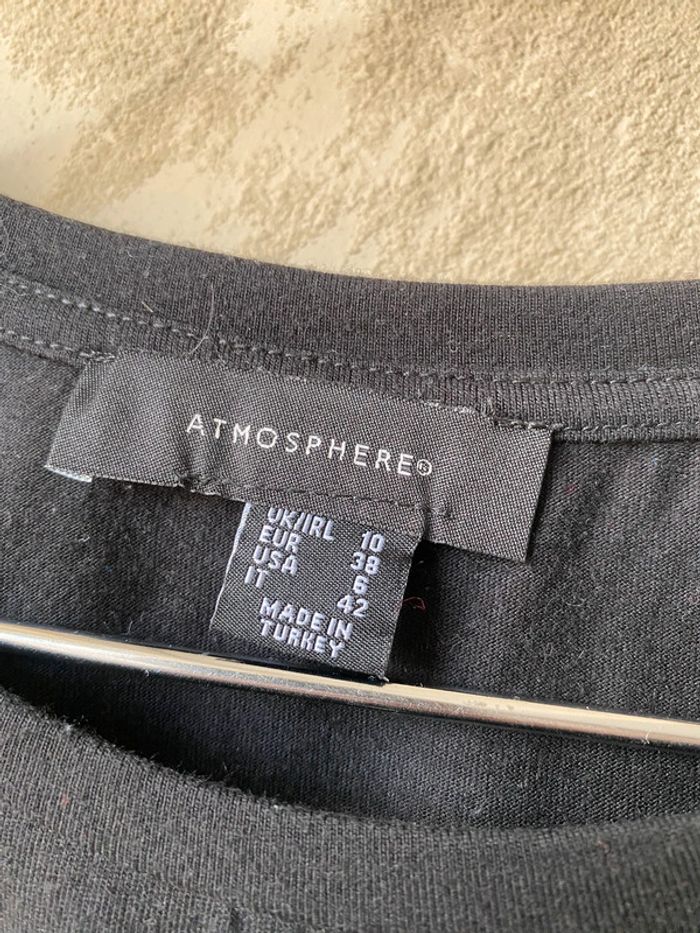 ATMOSPHERE®
UK/IRL 10
EUR 38
USA 6
IT 42
MADE IN
TURKEY